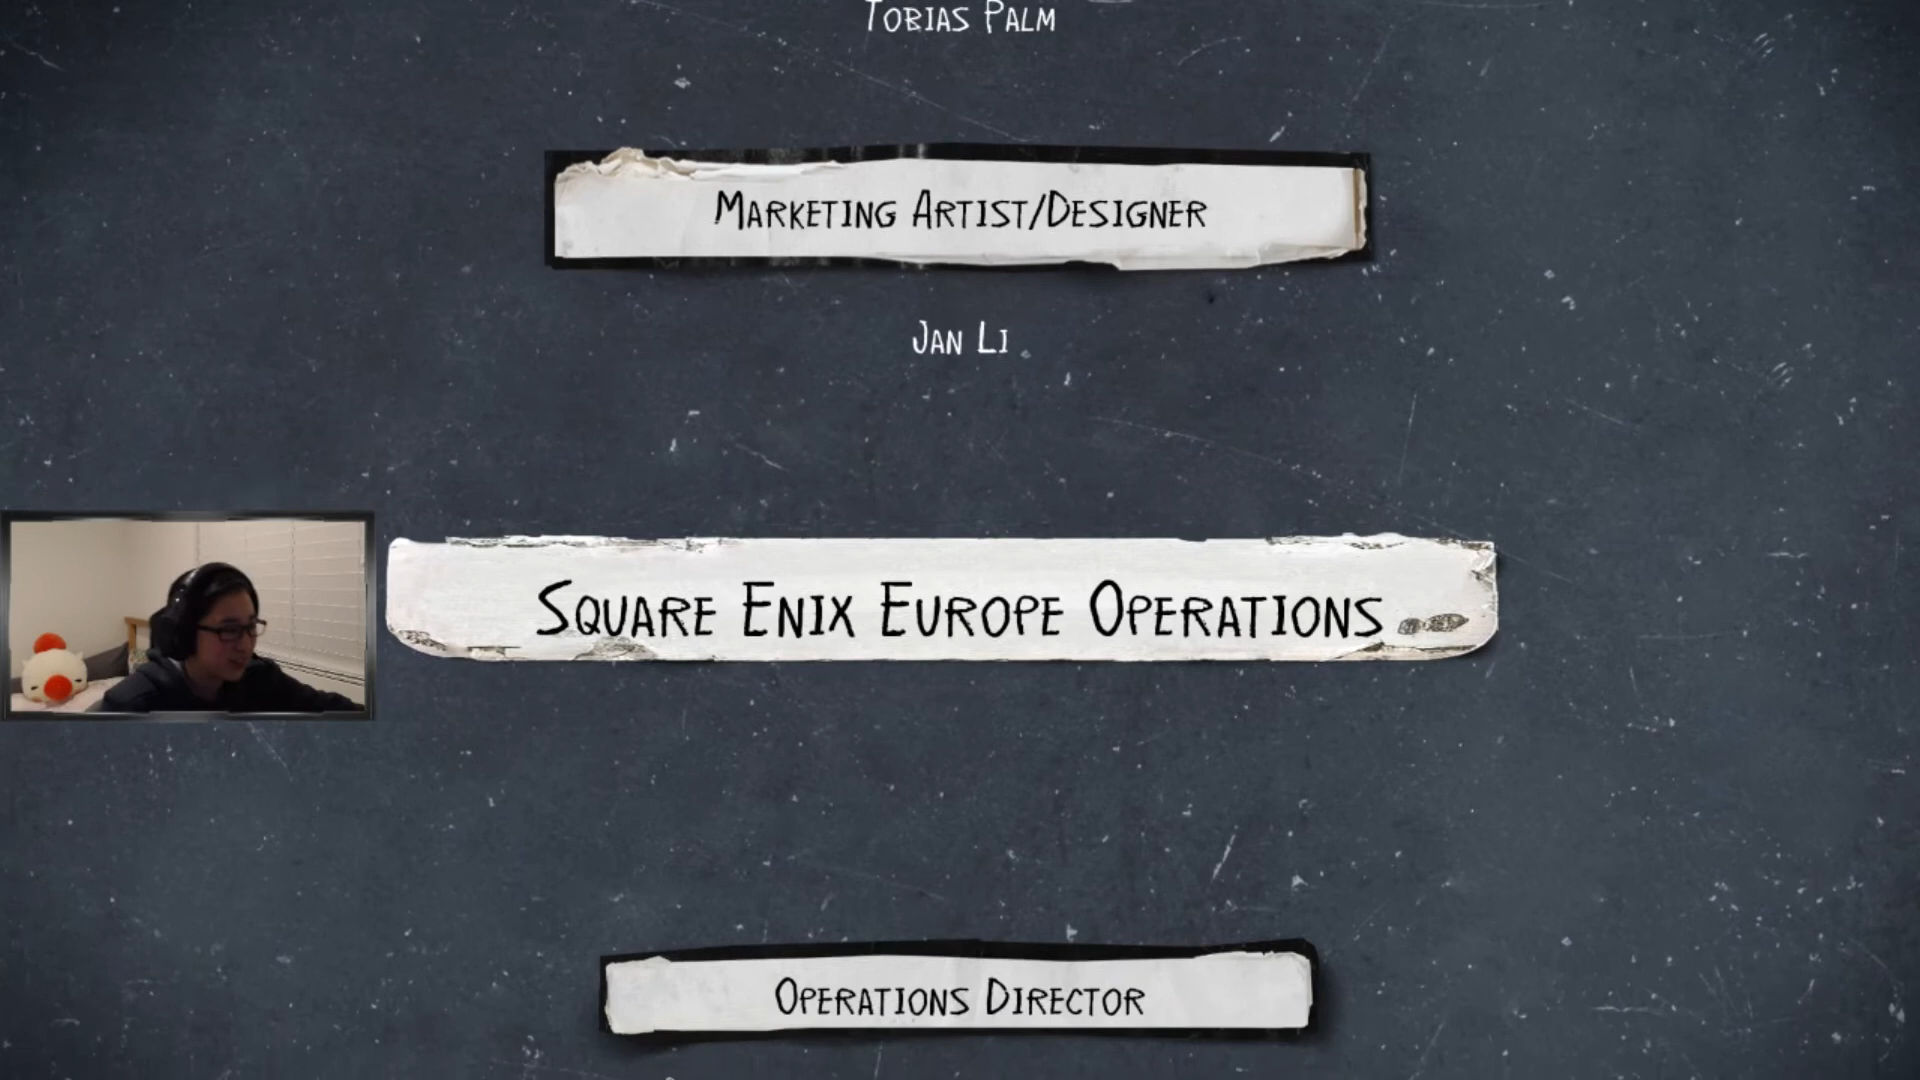 Tobias Palm
Marketing Artist/Designer
Jan Li
Square Enix Europe Operations
Operations Director